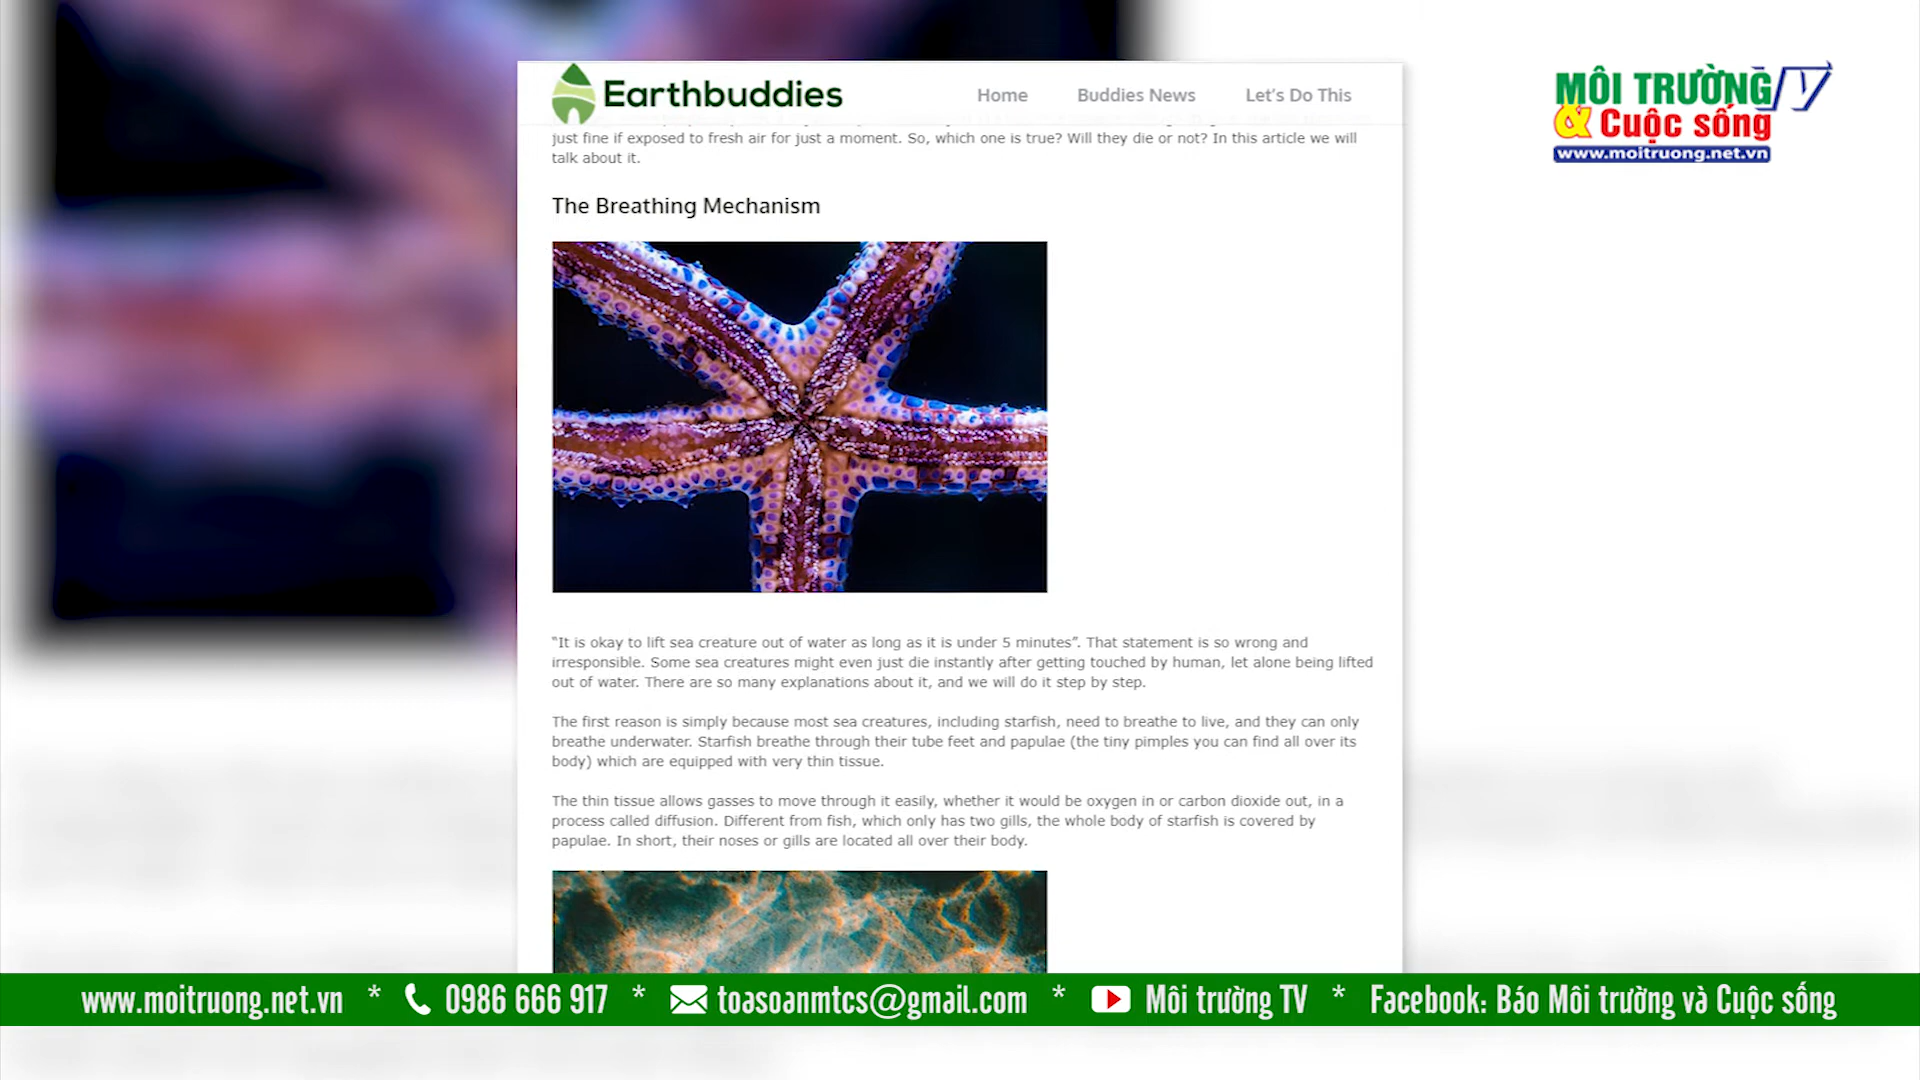 Earthbuddies
Home
Buddies News
Let's Do This
MÔI TRƯỜNG TV
& Cuộc sống
www.moitruong.net.vn
just fine if exposed to fresh air for just a moment. So, which one is true? Will they die or not? In this article we will
talk about it.
The Breathing Mechanism
“It is okay to lift sea creature out of water as long as it is under 5 minutes”. That statement is so wrong and
irresponsible. Some sea creatures might even just die instantly after getting touched by human, let alone being lifted
out of water. There are so many explanations about it, and we will do it step by step.
The first reason is simply because most sea creatures, including starfish, need to breathe to live, and they can only
breathe underwater. Starfish breathe through their tube feet and papulae (the tiny pimples you can find all over its
body) which are equipped with very thin tissue.
The thin tissue allows gasses to move through it easily, whether it would be oxygen in or carbon dioxide out, in a
process called diffusion. Different from fish, which only has two gills, the whole body of starfish is covered by
papulae. In short, their noses or gills are located all over their body.
www.moitruong.net.vn * 0986 666 917 * toasoanmtcs@gmail.com * Môi trường TV * Facebook: Báo Môi trường và Cuộc sống